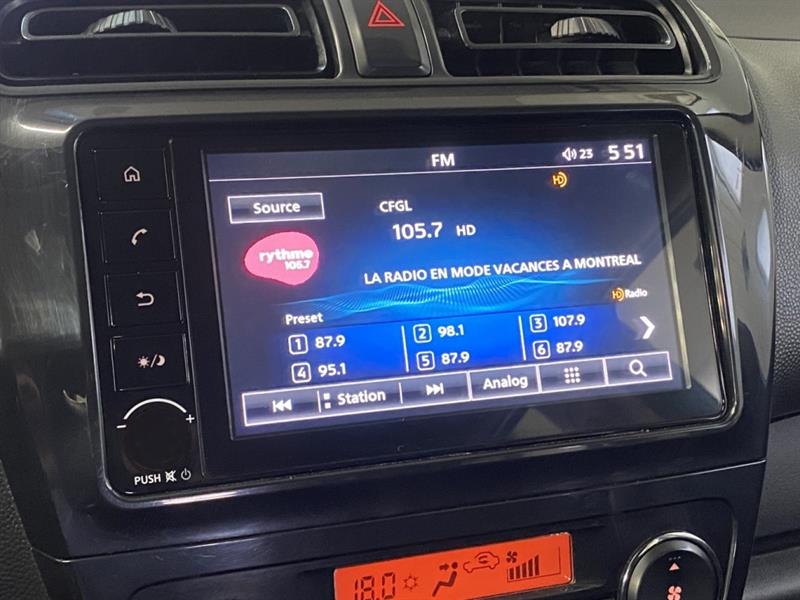 FM
23
5 51
Source
CFGL
105.7 HD
rythme
105.7
LA RADIO EN MODE VACANCES A MONTREAL
HD Radio
Preset
1 87.9
2 98.1
3 107.9
4 95.1
5 87.9
6 87.9
Station
Analog
- +
PUSH
18.0